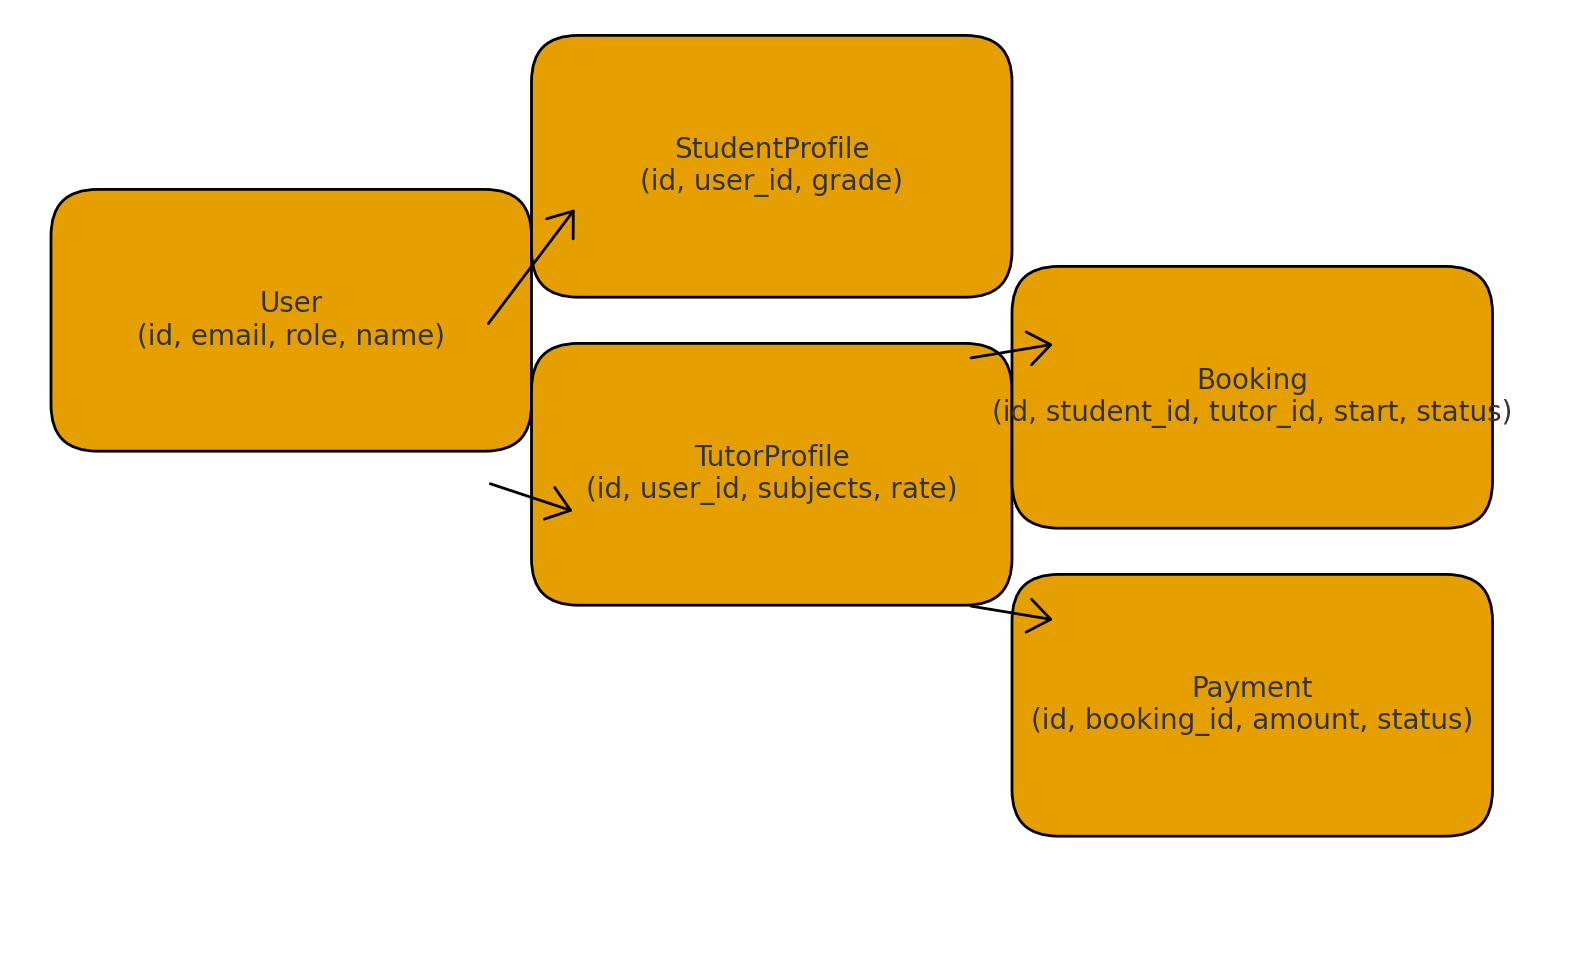 StudentProfile
(id, user_id, grade)
User
(id, email, role, name)
Booking
(id, student_id, tutor_id, start, status)
TutorProfile
(id, user_id, subjects, rate)
Payment
(id, booking_id, amount, status)